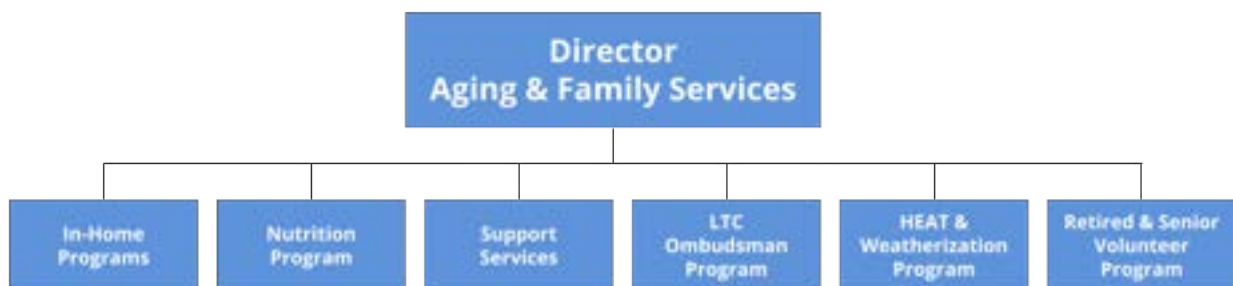 Director
Aging & Family Services
In-Home
Programs
Nutrition
Program
Support
Services
LTC
Ombudsman
Program
HEAT &
Weatherization
Program
Retired & Senior
Volunteer
Program